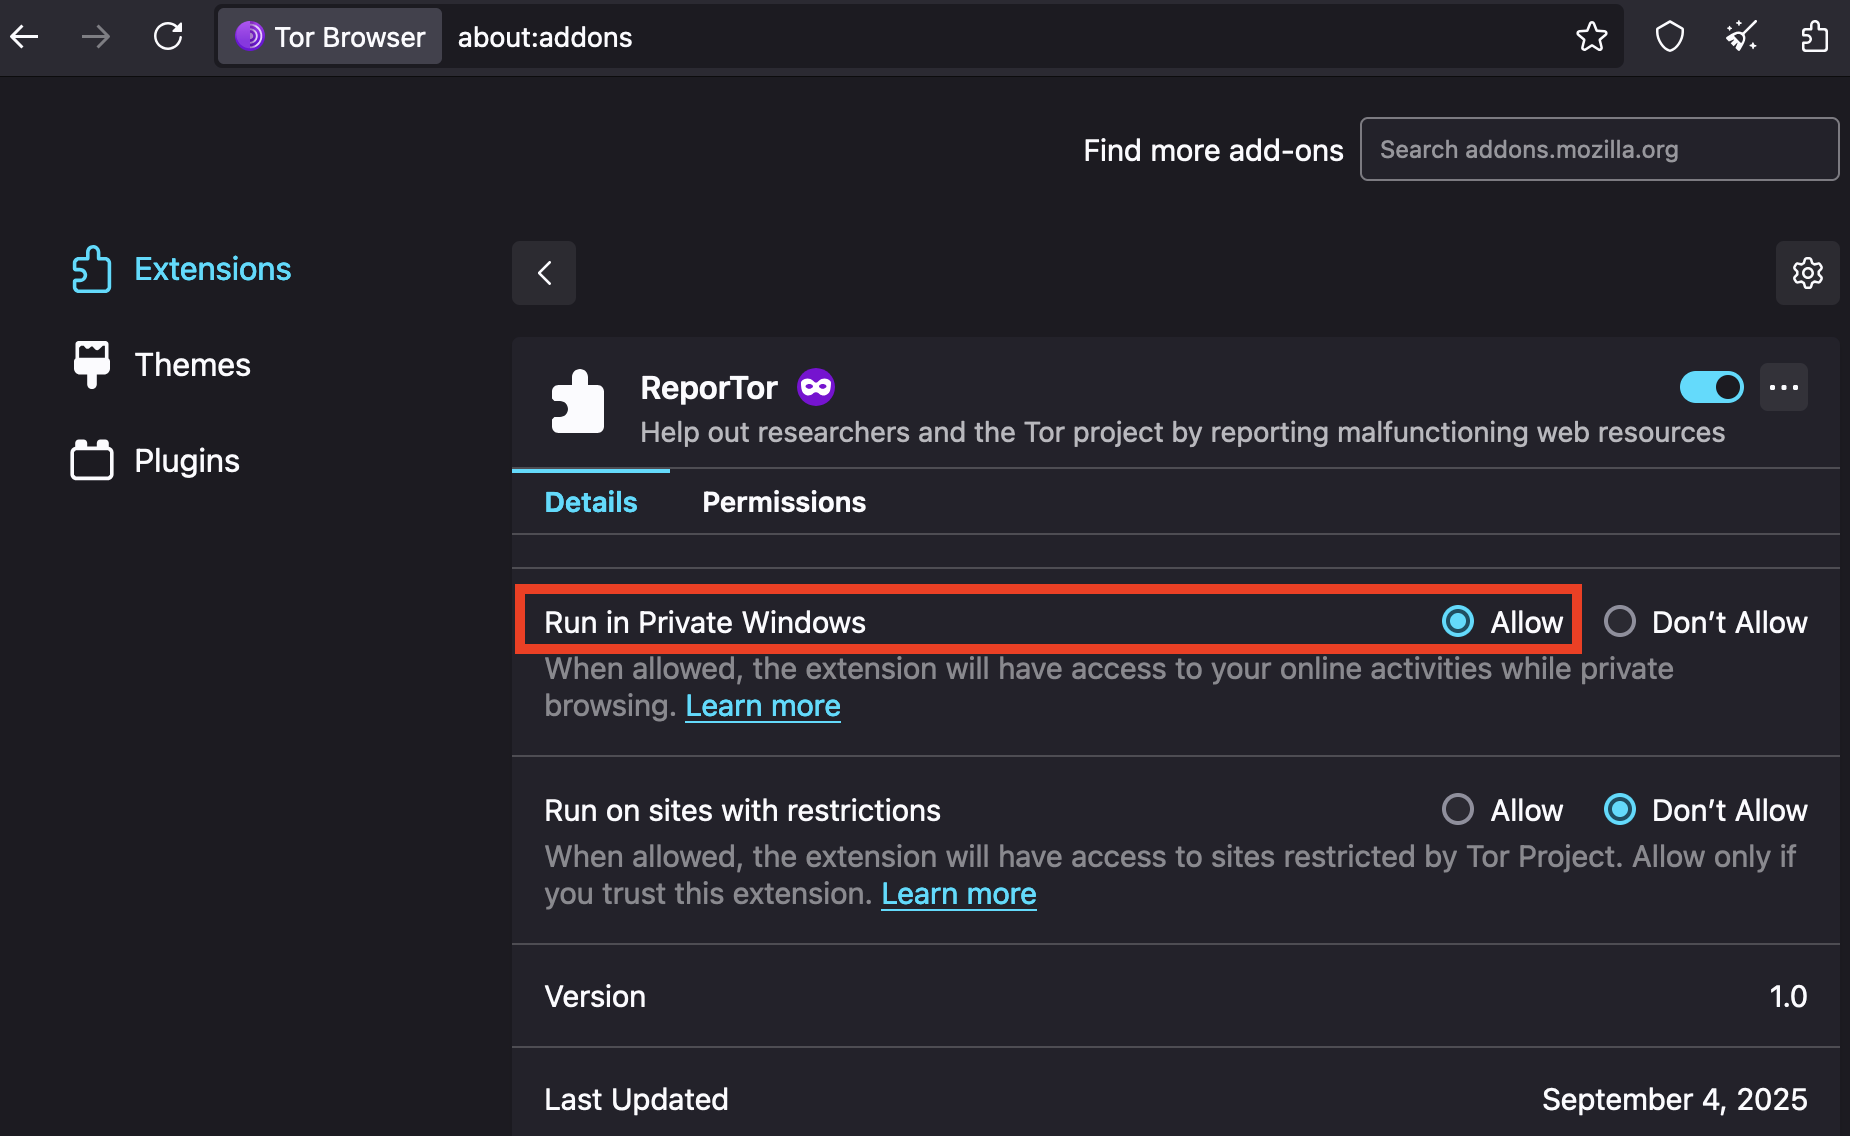 Tor Browser about:addons
Find more add-ons Search addons.mozilla.org
Extensions
Themes
Plugins
ReporTor
Help out researchers and the Tor project by reporting malfunctioning web resources
Details Permissions
Run in Private Windows Allow Don’t Allow
When allowed, the extension will have access to your online activities while private
browsing. Learn more
Run on sites with restrictions Allow Don’t Allow
When allowed, the extension will have access to sites restricted by Tor Project. Allow only if
you trust this extension. Learn more
Version 1.0
Last Updated September 4, 2025